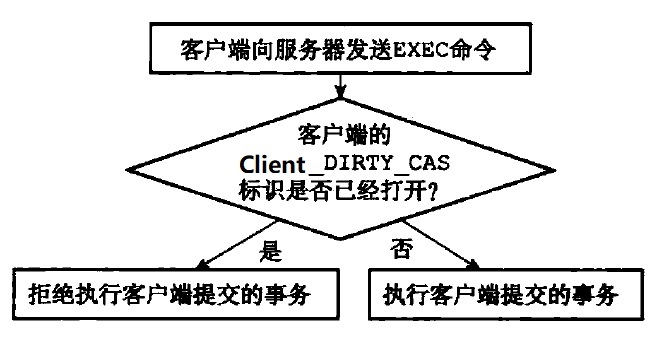 客户端向服务器发送EXEC命令
客户端的
Client_DIRTY_CAS
标识是否已经打开?
是
否
拒绝执行客户端提交的事务
执行客户端提交的事务